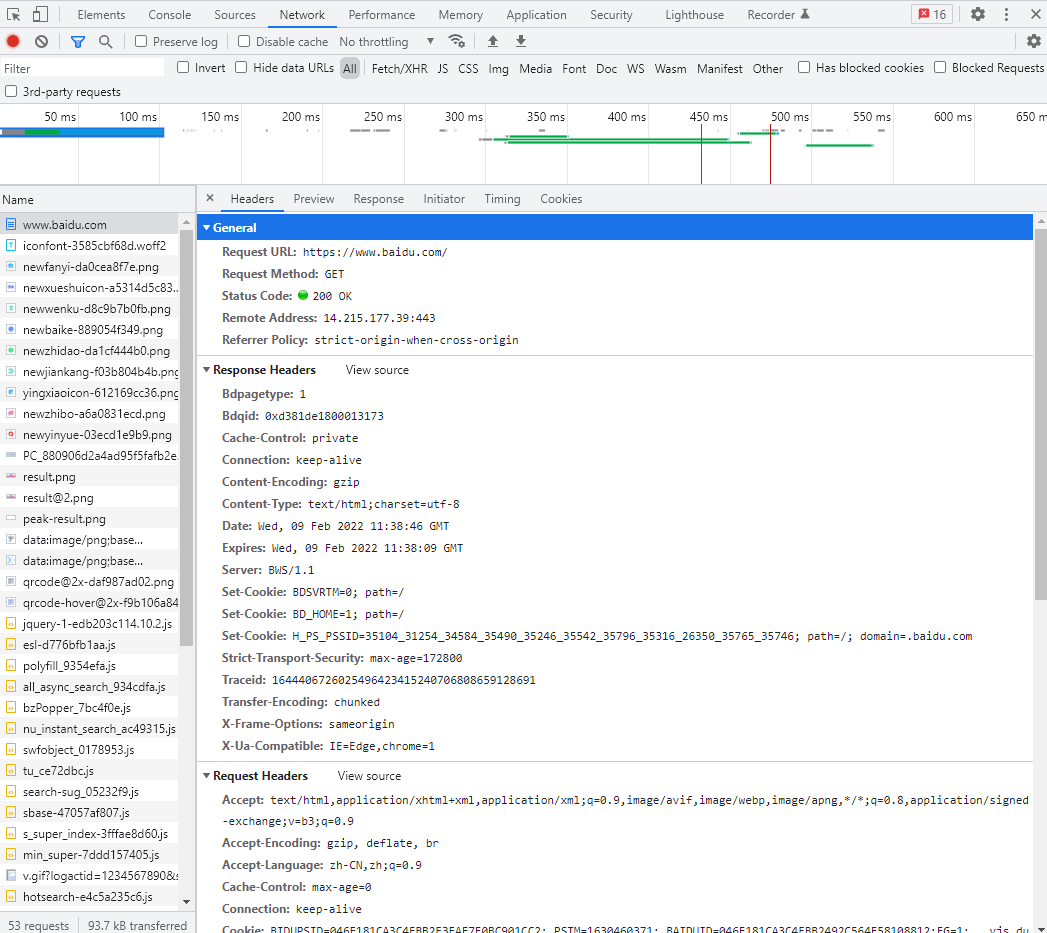 Elements Console Sources Network Performance Memory Application Security Lighthouse Recorder 16
Preserve log Disable cache No throttling
Filter Invert Hide data URLs All Fetch/XHR JS CSS Img Media Font Doc WS Wasm Manifest Other Has blocked cookies Blocked Requests
3rd-party requests
50 ms 100 ms 150 ms 200 ms 250 ms 300 ms 350 ms 400 ms 450 ms 500 ms 550 ms 600 ms 650 m
Name
www.baidu.com
iconfont-3585cbf68d.woff2
newfanyi-da0cea8f7e.png
newxueshuicon-a5314d5c83...
newwenku-d8c9b7b0fb.png
newbaike-889054f349.png
newzhidao-da1cf444b0.png
newjiankang-f03b804b4b.png
yingxiaoicon-612169cc36.png
newzhibo-a6a0831ecd.png
newyinyue-03ecd1e9b9.png
PC_880906d2a4ad95f5fafb2e
result.png
result@2.png
peak-result.png
data:image/png;base...
data:image/png;base...
qrcode@2x-daf987ad02.png
qrcode-hover@2x-f9b106a84
jquery-1-edb203c114.10.2.js
esl-d776bfb1aa.js
polyfill_9354efa.js
all_async_search_934cdfa.js
bzPopper_7bc4f0e.js
nu_instant_search_ac49315.js
swfobject_0178953.js
tu_ce72dbc.js
search-sug_05232f9.js
sbase-47057af807.js
s_super_index-3fffae8d60.js
min_super-7ddd157405.js
v.gif?logactid=1234567890&s
hotsearch-e4c5a235c6.js
53 requests 93.7 kB transferred
Headers Preview Response Initiator Timing Cookies
General
Request URL: https://www.baidu.com/
Request Method: GET
Status Code: 200 OK
Remote Address: 14.215.177.39:443
Referrer Policy: strict-origin-when-cross-origin
Response Headers View source
Bdpagetype: 1
Bdqid: 0xd381de1800013173
Cache-Control: private
Connection: keep-alive
Content-Encoding: gzip
Content-Type: text/html;charset=utf-8
Date: Wed, 09 Feb 2022 11:38:46 GMT
Expires: Wed, 09 Feb 2022 11:38:09 GMT
Server: BWS/1.1
Set-Cookie: BDSVRTM=0; path=/
Set-Cookie: BD_HOME=1; path=/
Set-Cookie: H_PS_PSSID=35104_31254_34584_35490_35246_35542_35796_35316_26350_35765_35746; path=/; domain=.baidu.com
Strict-Transport-Security: max-age=172800
Traceid: 1644406726025496423415240706808659128691
Transfer-Encoding: chunked
X-Frame-Options: sameorigin
X-Ua-Compatible: IE=Edge,chrome=1
Request Headers View source
Accept: text/html,application/xhtml+xml,application/xml;q=0.9,image/avif,image/webp,image/apng,*/*;q=0.8,application/signed
-exchange;v=b3;q=0.9
Accept-Encoding: gzip, deflate, br
Accept-Language: zh-CN,zh;q=0.9
Cache-Control: max-age=0
Connection: keep-alive
Cookie: